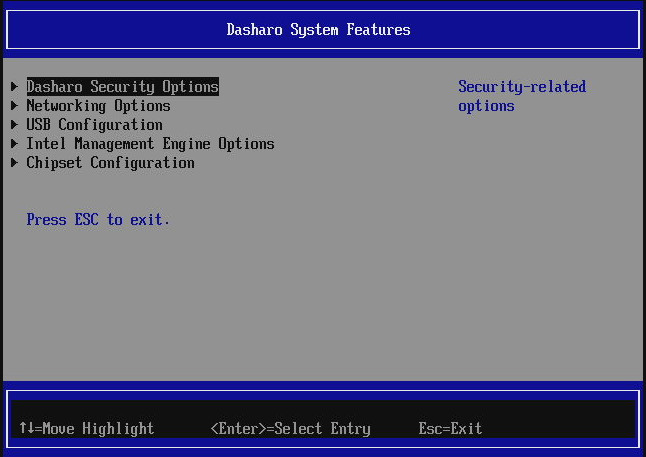 Dasharo System Features
Dasharo Security Options
Security-related
Networking Options
options
USB Configuration
Intel Management Engine Options
Chipset Configuration
Press ESC to exit.
↑↓=Move Highlight <Enter>=Select Entry Esc=Exit